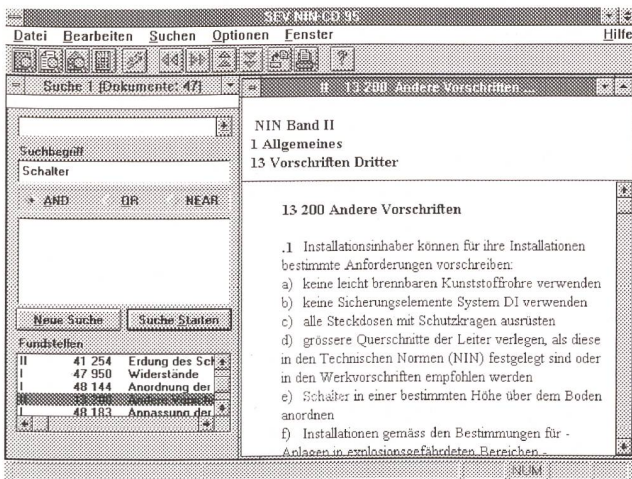 SEV NIN-CD 95
Datei Bearbeiten Suchen Optionen Fenster Hilfe
Suche 1 (Dokumente: 47)
Suchbegriff
Schalter
AND OR NEAR
Neue Suche Suche Starten
Fundstellen
II 41 254 Erdung des Sch
I 47 950 Widerstände
I 48 144 Anordnung der
II 13 200 Andere Vorschr
I 48 183 Anpassung der
II 13 200 Andere Vorschriften ...
NIN Band II
1 Allgemeines
13 Vorschriften Dritter
13 200 Andere Vorschriften
.1 Installationsinhaber können für ihre Installationen
bestimmte Anforderungen vorschreiben:
a) keine leicht brennbaren Kunststoffrohre verwenden
b) keine Sicherungselemente System DI verwenden
c) alle Steckdosen mit Schutzkragen ausrüsten
d) grössere Querschnitte der Leiter verlegen, als diese
in den Technischen Normen (NIN) festgelegt sind oder
in den Werkvorschriften empfohlen werden
e) Schalter in einer bestimmten Höhe über dem Boden
anordnen
f) Installationen gemäss den Bestimmungen für -
Anlagen in explosionsgefährdeten Bereichen -
NUM